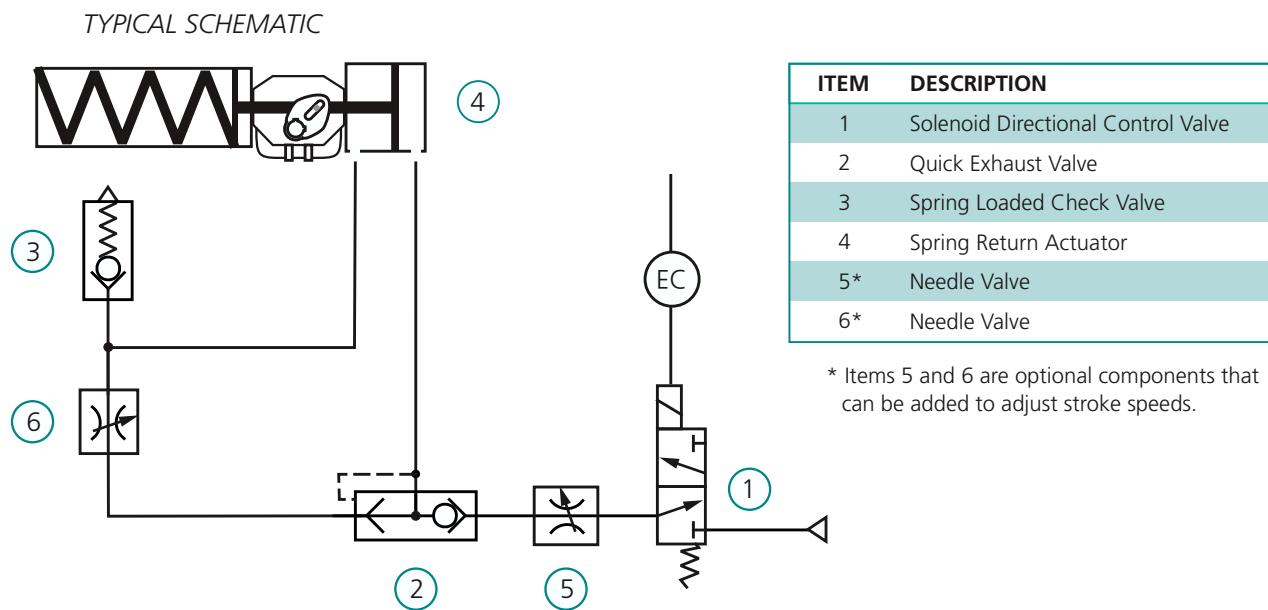 TYPICAL SCHEMATIC
4
3
EC
6
1
2
5
ITEM DESCRIPTION
1 Solenoid Directional Control Valve
2 Quick Exhaust Valve
3 Spring Loaded Check Valve
4 Spring Return Actuator
5* Needle Valve
6* Needle Valve
* Items 5 and 6 are optional components that
can be added to adjust stroke speeds.